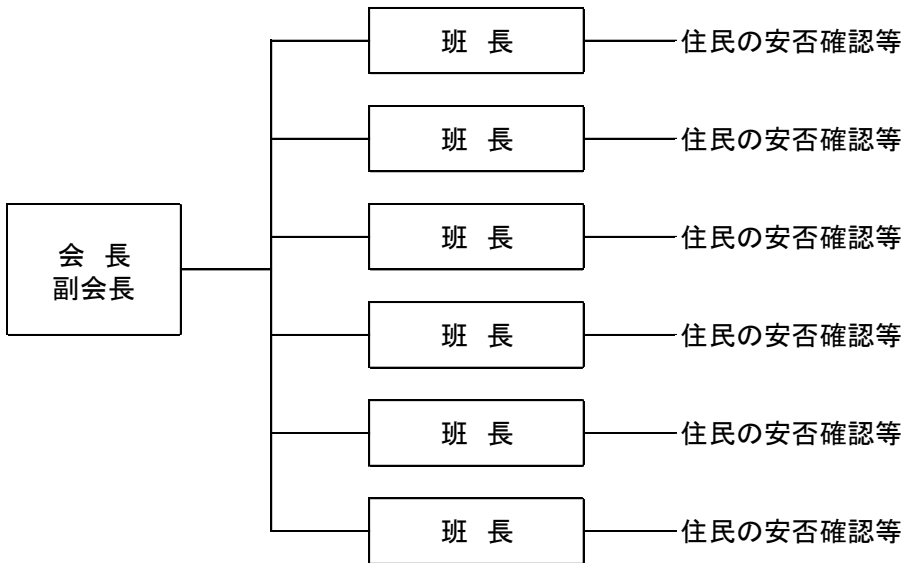 会 長
副会長
班 長
住民の安否確認等
班 長
住民の安否確認等
班 長
住民の安否確認等
班 長
住民の安否確認等
班 長
住民の安否確認等
班 長
住民の安否確認等